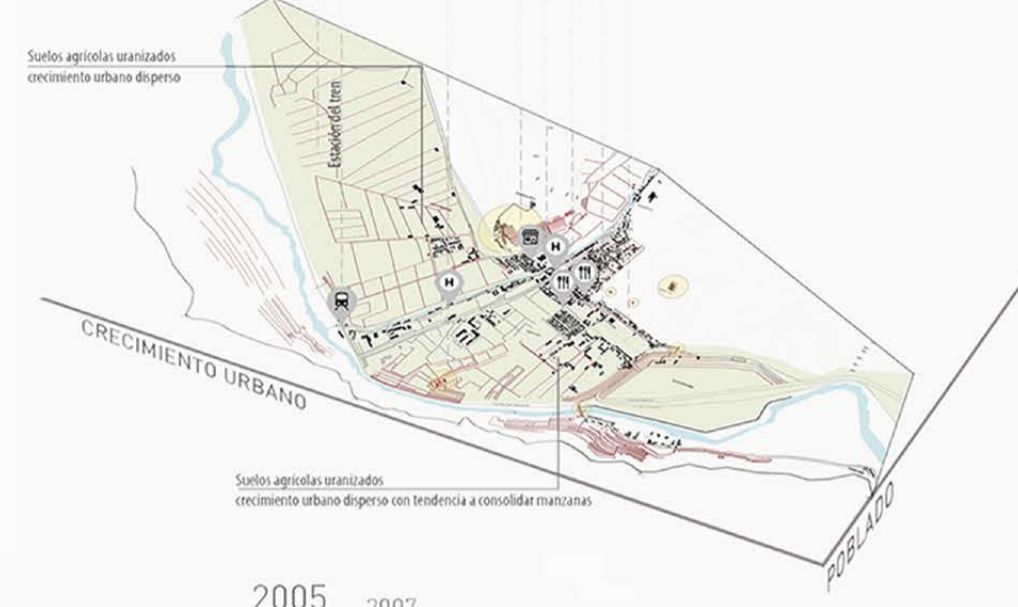 Suelos agrícolas uranizados
crecimiento urbano disperso
Estación del tren
H
H
CRECIMIENTO URBANO
Suelos agrícolas uranizados
crecimiento urbano disperso con tendencia a consolidar manzanas
POBLADO
2005
2007